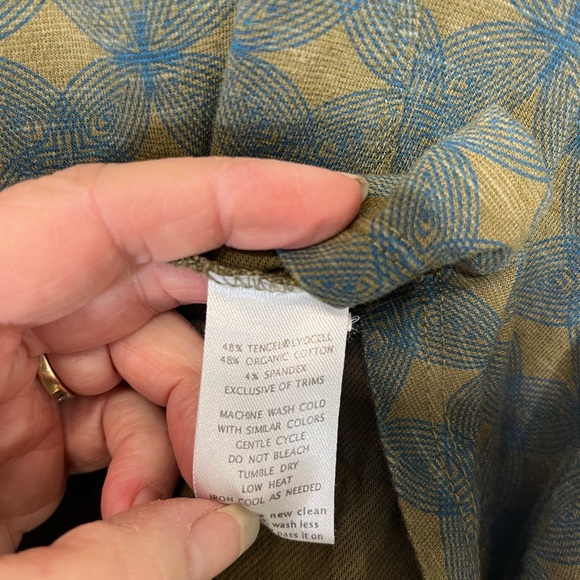 48% TENCEL®LYOCELL
48% ORGANIC COTTON
4% SPANDEX
EXCLUSIVE OF TRIMS
MACHINE WASH COLD
WITH SIMILAR COLORS
GENTLE CYCLE
DO NOT BLEACH
TUMBLE DRY
LOW HEAT
IRON COOL AS NEEDED
new clean
wash less
pass it on